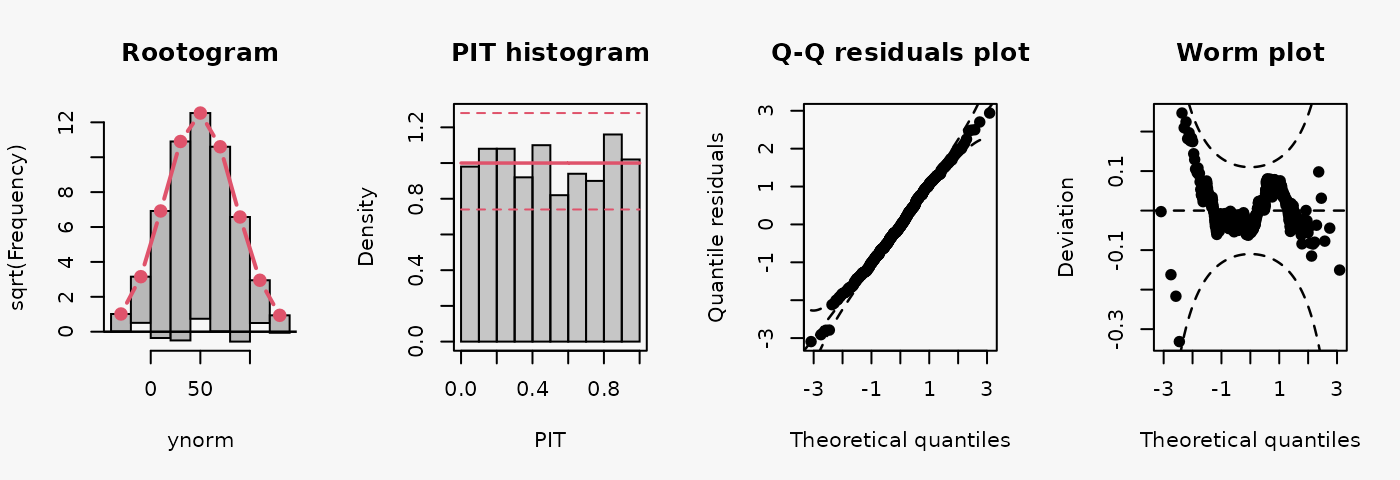 Rootogram
sqrt(Frequency)
12
8
6
4
2
0
0 50
ynorm
PIT histogram
Density
1.2
0.8
0.4
0.0
0.0 0.4 0.8
PIT
Q-Q residuals plot
Quantile residuals
3
2
1
0
-1
-3
-3 -1 1 3
Theoretical quantiles
Worm plot
Deviation
0.1
-0.1
-0.3
-3 -1 1 3
Theoretical quantiles